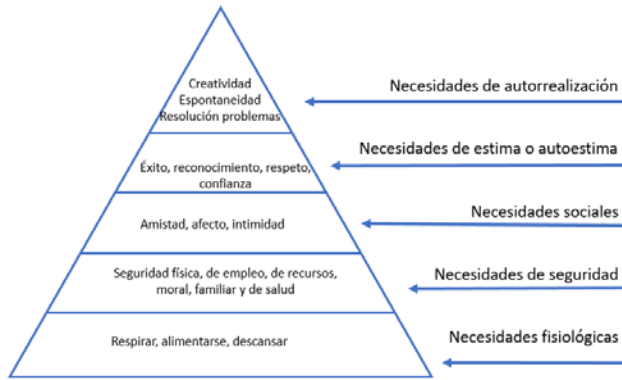 Creatividad
Espontaneidad
Resolución problemas
Necesidades de autorrealización
Éxito, reconocimiento, respeto,
confianza
Necesidades de estima o autoestima
Amistad, afecto, intimidad
Necesidades sociales
Seguridad física, de empleo, de recursos,
moral, familiar y de salud
Necesidades de seguridad
Respirar, alimentarse, descansar
Necesidades fisiológicas